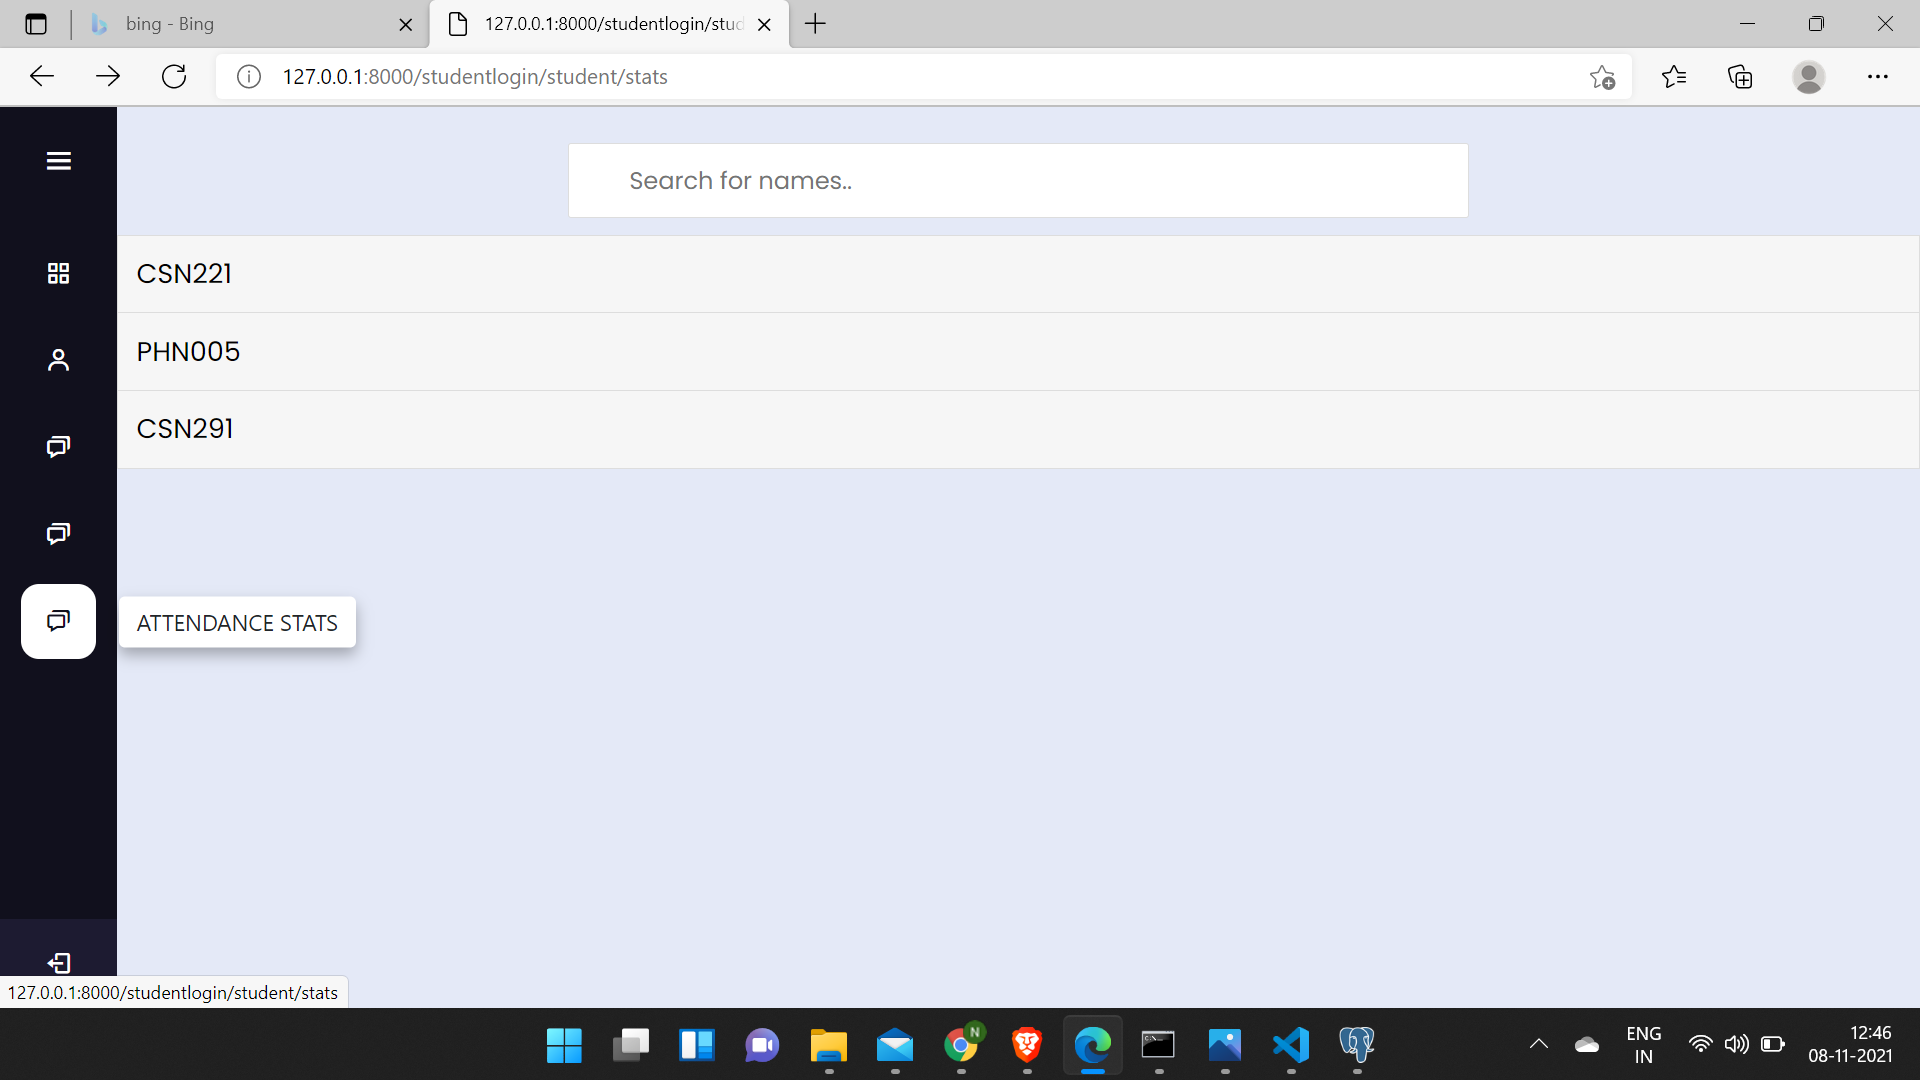 bing - Bing
127.0.0.1:8000/studentlogin/stud
127.0.0.1:8000/studentlogin/student/stats
Search for names..
CSN221
PHN005
CSN291
ATTENDANCE STATS
127.0.0.1:8000/studentlogin/student/stats
N
ENG
IN
12:46
08-11-2021